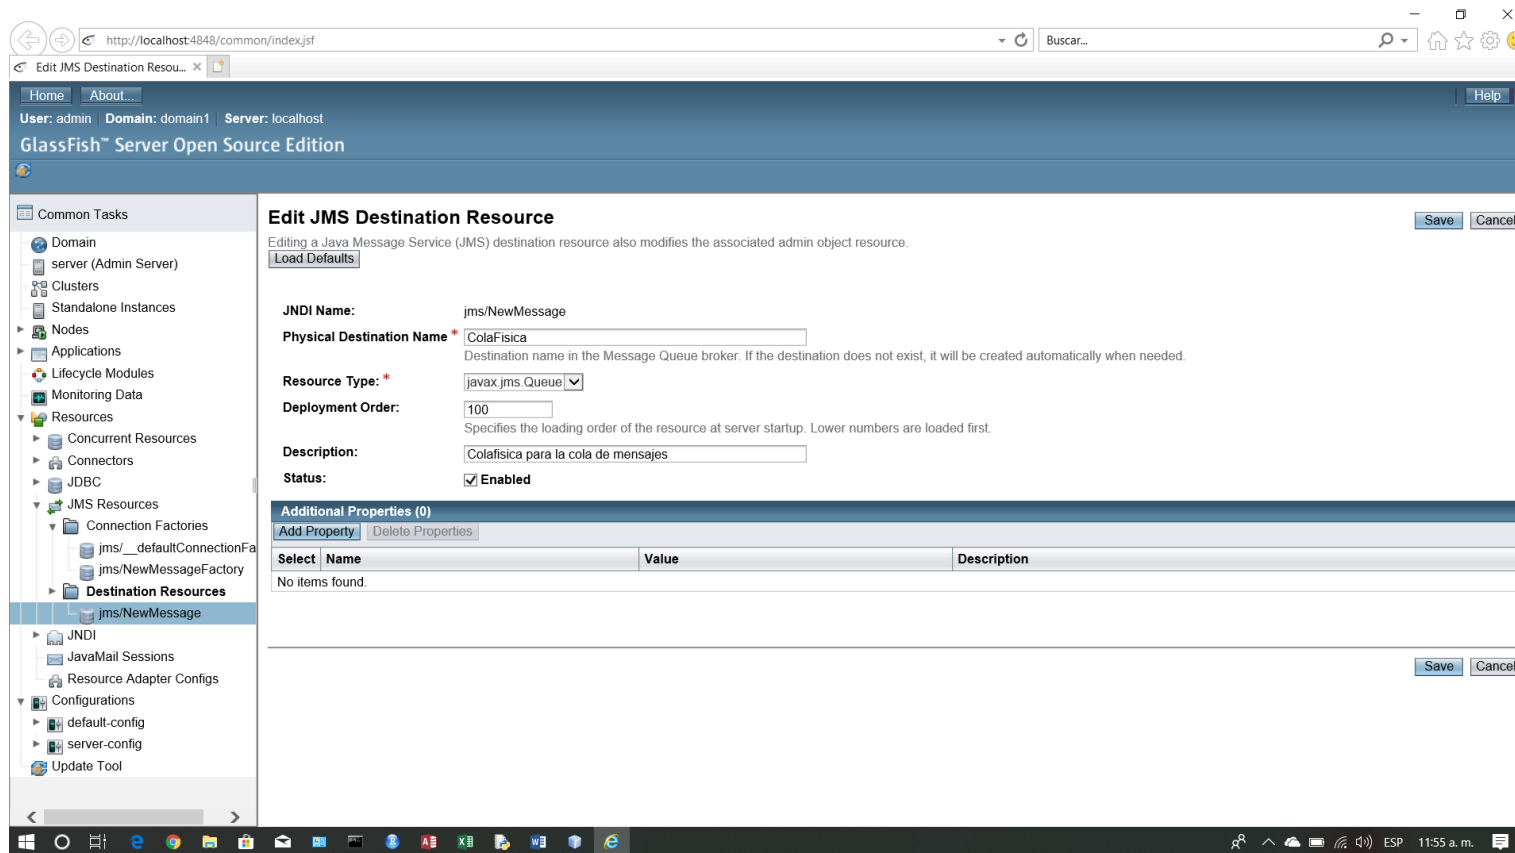 http://localhost:4848/common/index.jsf
Buscar...
Edit JMS Destination Resou...
Home About...
Help
User: admin Domain: domain1 Server: localhost
GlassFish™ Server Open Source Edition
Common Tasks
Domain
server (Admin Server)
Clusters
Standalone Instances
Nodes
Applications
Lifecycle Modules
Monitoring Data
Resources
Concurrent Resources
Connectors
JDBC
JMS Resources
Connection Factories
jms/__defaultConnectionFa
jms/NewMessageFactory
Destination Resources
jms/NewMessage
JNDI
JavaMail Sessions
Resource Adapter Configs
Configurations
default-config
server-config
Update Tool
Edit JMS Destination Resource
Save Cancel
Editing a Java Message Service (JMS) destination resource also modifies the associated admin object resource.
Load Defaults
JNDI Name: jms/NewMessage
Physical Destination Name * ColaFisica
Destination name in the Message Queue broker. If the destination does not exist, it will be created automatically when needed.
Resource Type: * javax.jms.Queue
Deployment Order: 100
Specifies the loading order of the resource at server startup. Lower numbers are loaded first.
Description: Colafisica para la cola de mensajes
Status: Enabled
Additional Properties (0)
Add Property Delete Properties
Select Name Value Description
No items found.
Save Cancel
ESP 11:55 a. m.